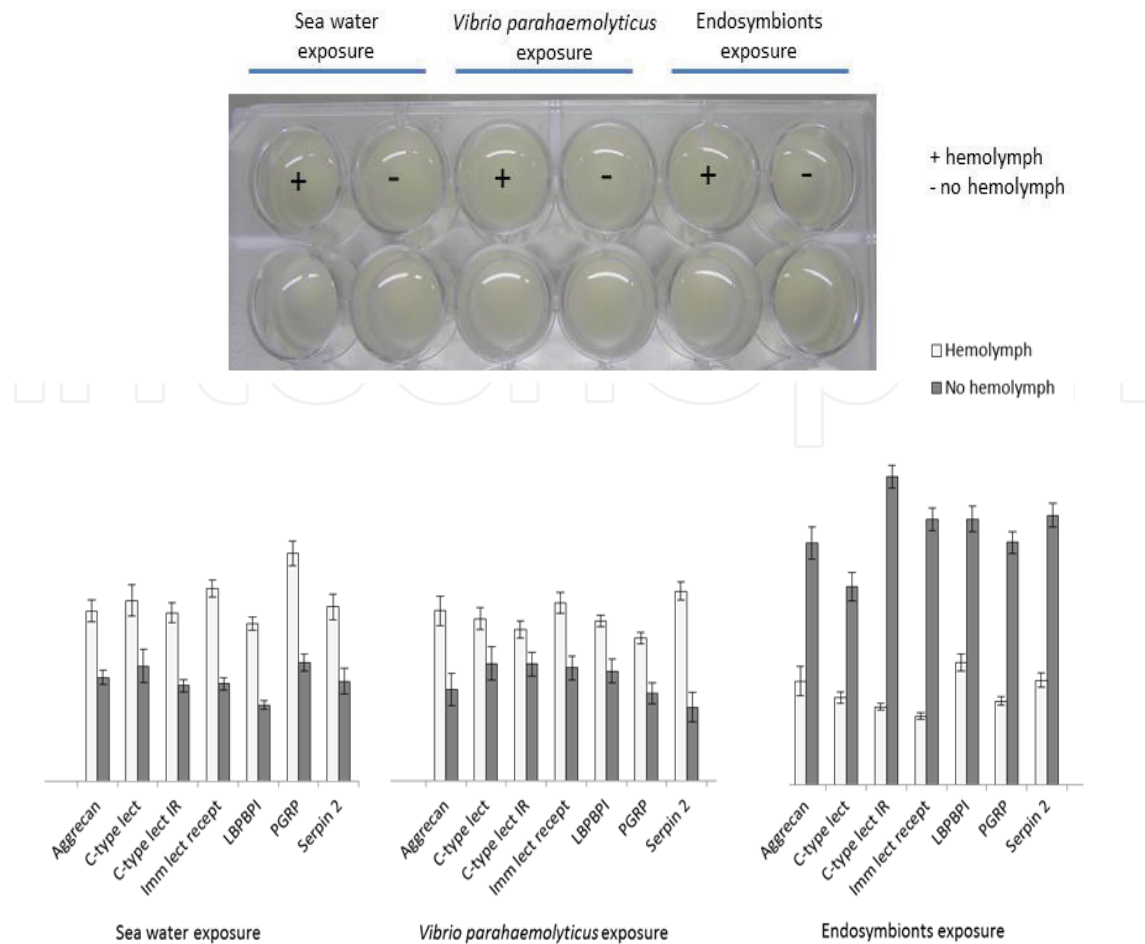 Sea water
exposure
Vibrio parahaemolyticus
exposure
Endosymbionts
exposure
+ - + - + -
+ hemolymph
- no hemolymph
Hemolymph
No hemolymph
Aggrecan
C-type lect
C-type lect IR
Imm lect recept
LBPBPI
PGRP
Serpin 2
Sea water exposure
Aggrecan
C-type lect
C-type lect IR
Imm lect recept
LBPBPI
PGRP
Serpin 2
Vibrio parahaemolyticus exposure
Aggrecan
C-type lect
C-type lect IR
Imm lect recept
LBPBPI
PGRP
Serpin 2
Endosymbionts exposure